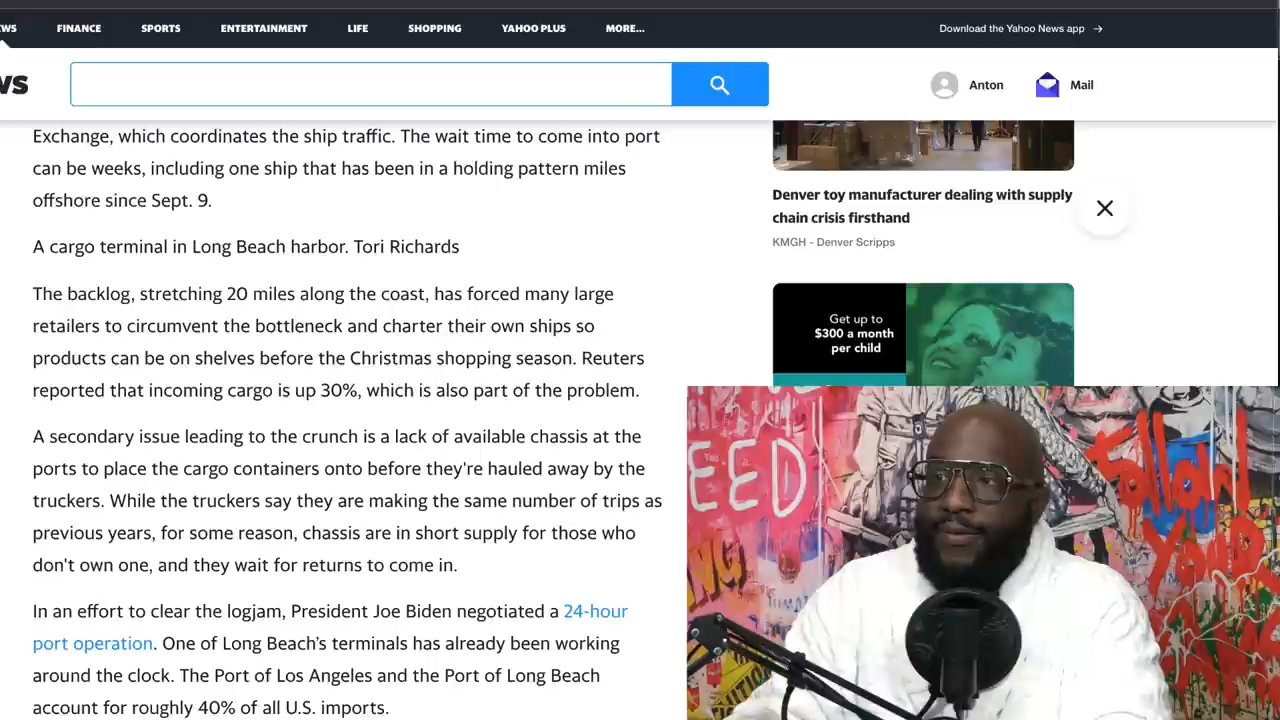 WS
FINANCE
SPORTS
ENTERTAINMENT
LIFE
SHOPPING
YAHOO PLUS
MORE...
Download the Yahoo News app →
ws
Anton
Mail
Exchange, which coordinates the ship traffic. The wait time to come into port
can be weeks, including one ship that has been in a holding pattern miles
offshore since Sept. 9.
A cargo terminal in Long Beach harbor. Tori Richards
The backlog, stretching 20 miles along the coast, has forced many large
retailers to circumvent the bottleneck and charter their own ships so
products can be on shelves before the Christmas shopping season. Reuters
reported that incoming cargo is up 30%, which is also part of the problem.
A secondary issue leading to the crunch is a lack of available chassis at the
ports to place the cargo containers onto before they're hauled away by the
truckers. While the truckers say they are making the same number of trips as
previous years, for some reason, chassis are in short supply for those who
don't own one, and they wait for returns to come in.
In an effort to clear the logjam, President Joe Biden negotiated a 24-hour
port operation. One of Long Beach’s terminals has already been working
around the clock. The Port of Los Angeles and the Port of Long Beach
account for roughly 40% of all U.S. imports.
Denver toy manufacturer dealing with supply
chain crisis firsthand
KMGH - Denver Scripps
Get up to
$300 a month
per child
EED
Follow
Your